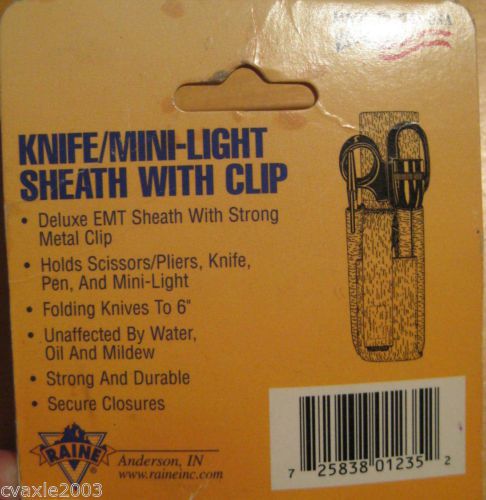 USA
KNIFE/MINI-LIGHT
SHEATH WITH CLIP
• Deluxe EMT Sheath With Strong
Metal Clip
• Holds Scissors/Pliers, Knife,
Pen, And Mini-Light
• Folding Knives To 6"
• Unaffected By Water,
Oil And Mildew
• Strong And Durable
• Secure Closures
RAINE
Anderson, IN
www.raineinc.com
7 25838 01235 2
cvaxle2003